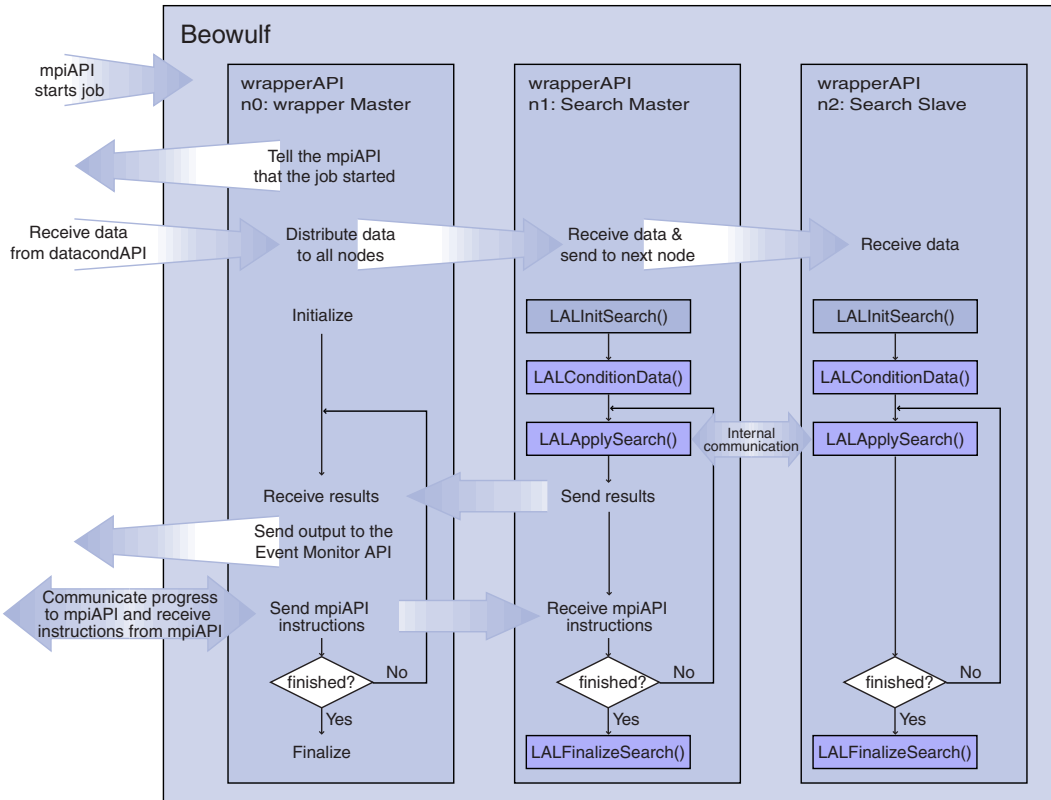 Beowulf
mpiAPI
starts job
wrapperAPI
n0: wrapper Master
wrapperAPI
n1: Search Master
wrapperAPI
n2: Search Slave
Tell the mpiAPI
that the job started
Receive data
from datacondAPI
Distribute data
to all nodes
Receive data &
send to next node
Receive data
Initialize
LALInitSearch()
LALInitSearch()
LALConditionData()
LALConditionData()
LALApplySearch()
Internal
communication
LALApplySearch()
Receive results
Send results
Send output to the
Event Monitor API
Communicate progress
to mpiAPI and receive
instructions from mpiAPI
Send mpiAPI
instructions
Receive mpiAPI
instructions
finished?
No
finished?
No
finished?
No
Yes
Yes
Yes
Finalize
LALFinalizeSearch()
LALFinalizeSearch()